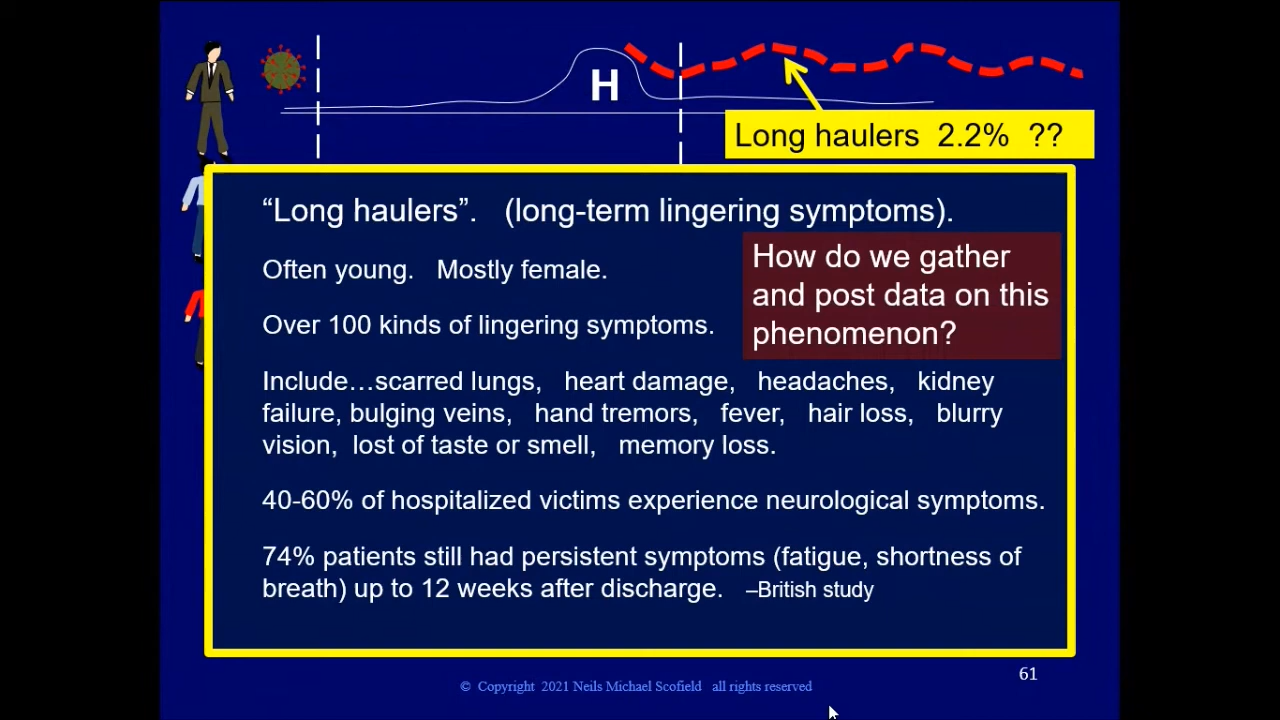 H
Long haulers 2.2% ??
“Long haulers”. (long-term lingering symptoms).
Often young. Mostly female.
How do we gather
and post data on this
phenomenon?
Over 100 kinds of lingering symptoms.
Include…scarred lungs, heart damage, headaches, kidney
failure, bulging veins, hand tremors, fever, hair loss, blurry
vision, lost of taste or smell, memory loss.
40-60% of hospitalized victims experience neurological symptoms.
74% patients still had persistent symptoms (fatigue, shortness of
breath) up to 12 weeks after discharge. –British study
61
© Copyright 2021 Neils Michael Scofield all rights reserved